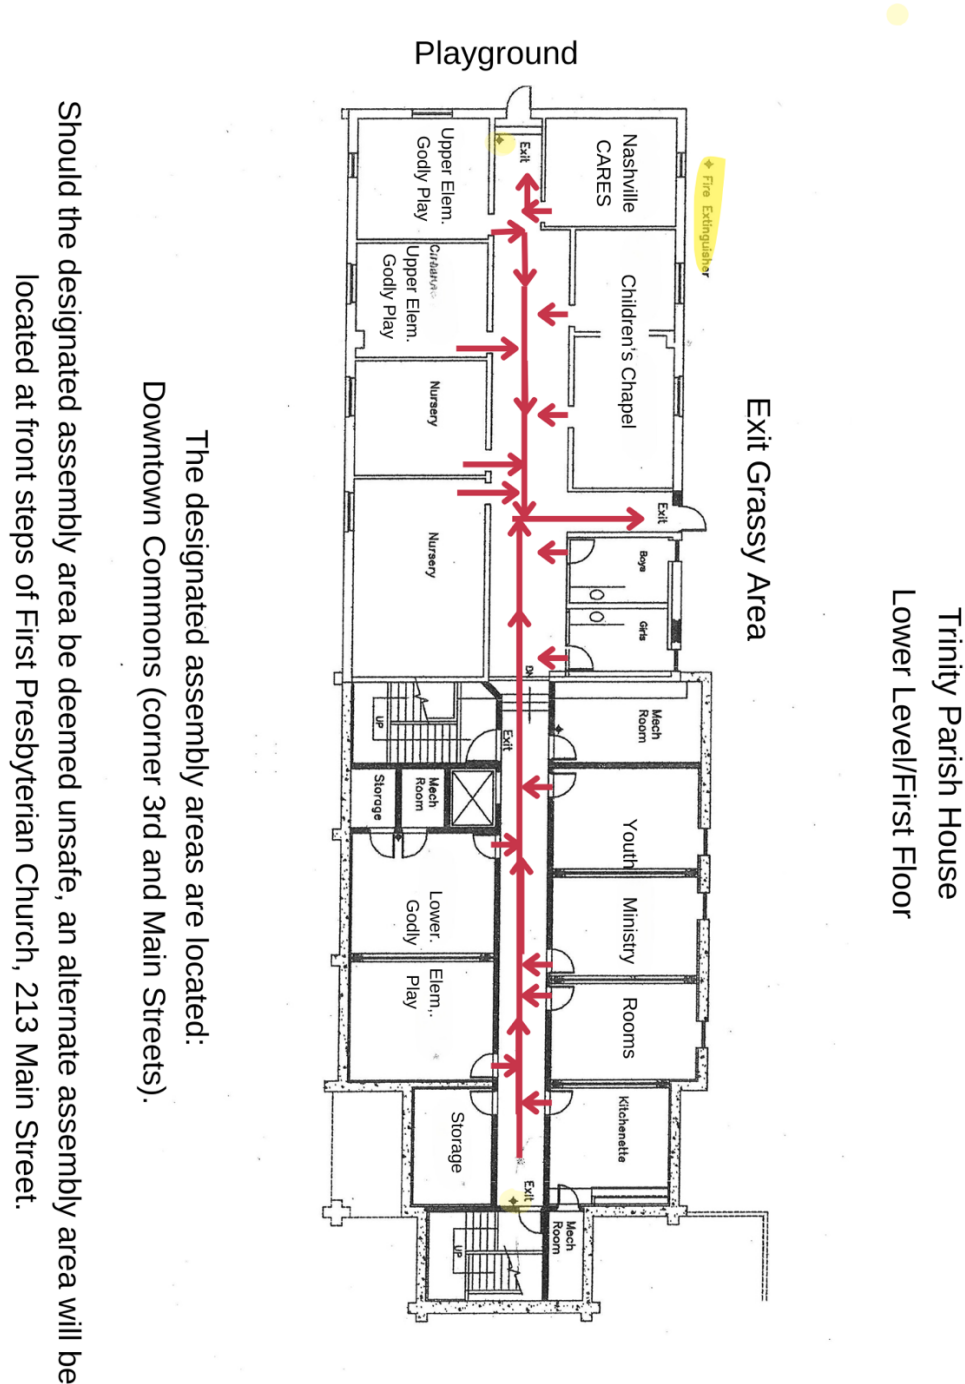 Trinity Parish House
Lower Level/First Floor
Playground
Exit Grassy Area
Fire Extinguisher
Nashville
CARES
Exit
Upper Elem.
Godly Play
Children's Chapel
Upper Elem.
Godly Play
Nursery
Nursery
Exit
Boys
Girls
DN
Mech
Room
UP
Exit
Storage
Mech
Room
Youth
Ministry
Rooms
Lower.
Godly
Elem,.
Play
Kitchenette
Storage
Exit
Mech
Room
UP
The designated assembly areas are located:
Downtown Commons (corner 3rd and Main Streets).
Should the designated assembly area be deemed unsafe, an alternate assembly area will be
located at front steps of First Presbyterian Church, 213 Main Street.